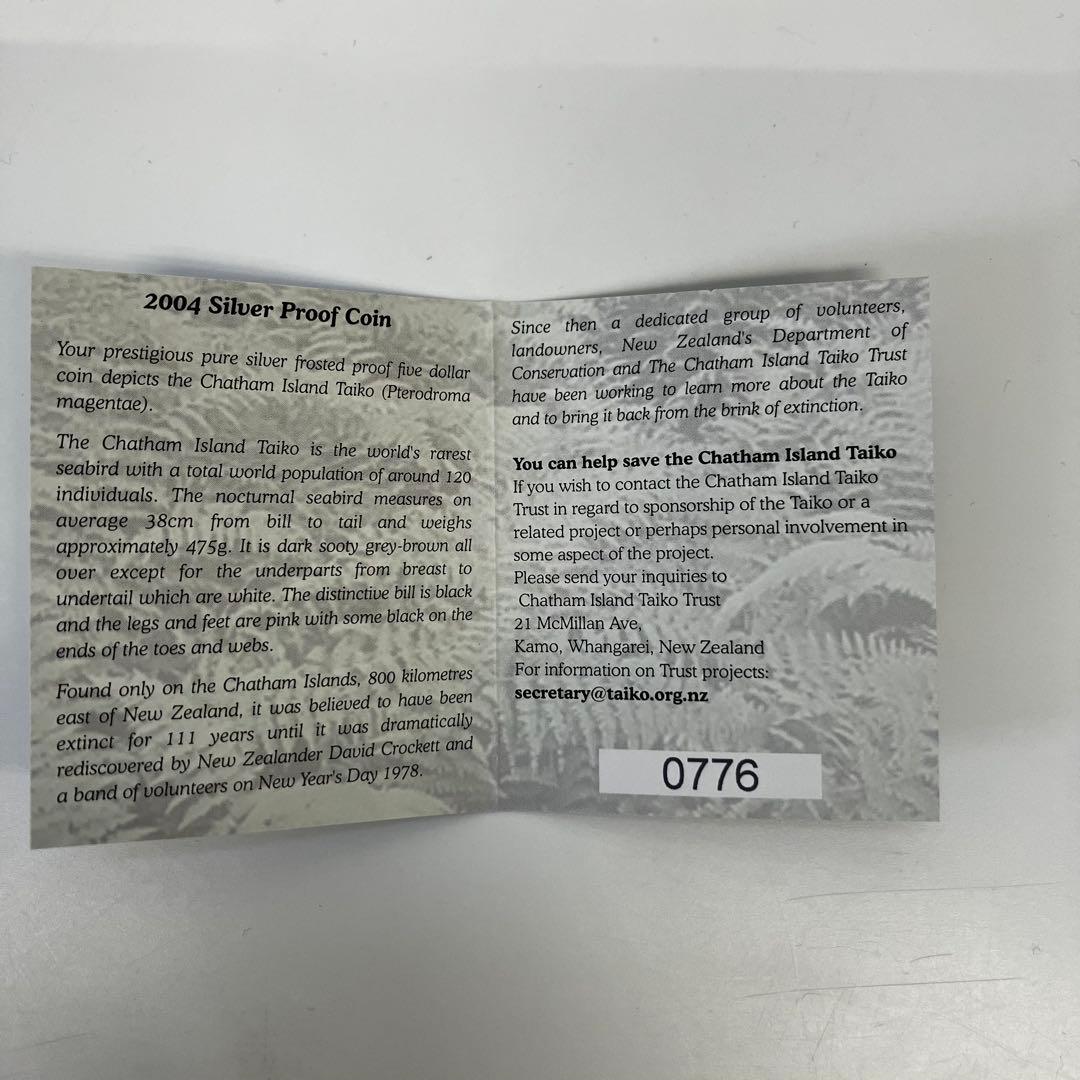 2004 Silver Proof Coin
Your prestigious pure silver frosted proof five dollar
coin depicts the Chatham Island Taiko (Pterodroma
magentae).
The Chatham Island Taiko is the world's rarest
seabird with a total world population of around 120
individuals. The nocturnal seabird measures on
average 38cm from bill to tail and weighs
approximately 475g. It is dark sooty grey-brown all
over except for the underparts from breast to
undertail which are white. The distinctive bill is black
and the legs and feet are pink with some black on the
ends of the toes and webs.
Found only on the Chatham Islands, 800 kilometres
east of New Zealand, it was believed to have been
extinct for 111 years until it was dramatically
rediscovered by New Zealander David Crockett and
a band of volunteers on New Year's Day 1978.
Since then a dedicated group of volunteers,
landowners, New Zealand's Department of
Conservation and The Chatham Island Taiko Trust
have been working to learn more about the Taiko
and to bring it back from the brink of extinction.
You can help save the Chatham Island Taiko
If you wish to contact the Chatham Island Taiko
Trust in regard to sponsorship of the Taiko or a
related project or perhaps personal involvement in
some aspect of the project.
Please send your inquiries to
Chatham Island Taiko Trust
21 McMillan Ave,
Kamo, Whangarei, New Zealand
For information on Trust projects:
secretary@taiko.org.nz
0776